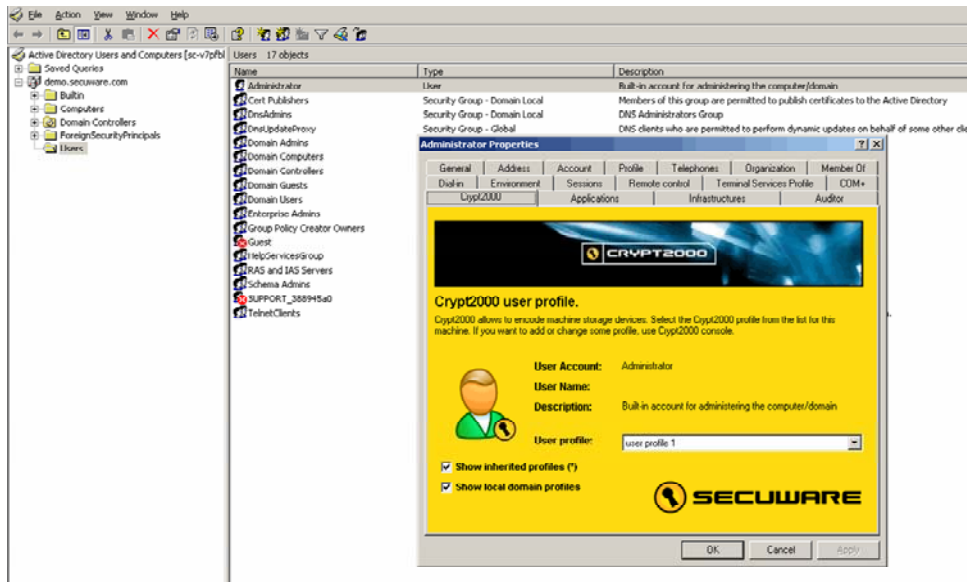 File Action View Window Help
Active Directory Users and Computers [sc-v7pfbl
Saved Queries
demo.secuware.com
Builtin
Computers
Domain Controllers
ForeignSecurityPrincipals
Users
Users 17 objects
Name Type Description
Administrator User Built-in account for administering the computer/domain
Cert Publishers Security Group - Domain Local Members of this group are permitted to publish certificates to the Active Directory
DnsAdmins Security Group - Domain Local DNS Administrators Group
DnsUpdateProxy Security Group - Global DNS clients who are permitted to perform dynamic updates on behalf of some other clie
Domain Admins
Domain Computers
Domain Controllers
Domain Guests
Domain Users
Enterprise Admins
Group Policy Creator Owners
Guest
HelpServicesGroup
RAS and IAS Servers
Schema Admins
SUPPORT_388945a0
TelnetClients
Administrator Properties
General Address Account Profile Telephones Organization Member Of
Dial-in Environment Sessions Remote control Terminal Services Profile COM+
Crypt2000 Applications Infrastructures Auditor
CRYPT2000
Crypt2000 user profile.
Crypt2000 allows to encode machine storage devices. Select the Crypt2000 profile from the list for this
machine. If you want to add or change some profile, use Crypt2000 console.
User Account: Administrator
User Name:
Description: Built-in account for administering the computer/domain
User profile: user profile 1
Show inherited profiles (*)
Show local domain profiles
SECUWARE
OK Cancel Apply